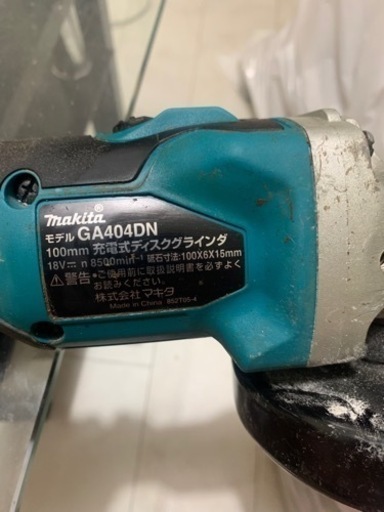 makita
モデル GA404DN
100mm 充電式ディスクグラインダ
18V⎓ n 8500min⁻¹ 砥石寸法:100X6X15mm
⚠警告 ●ご使用前に取扱説明書を必ず
お読みください。
株式会社マキタ
Made in China 852T05-4